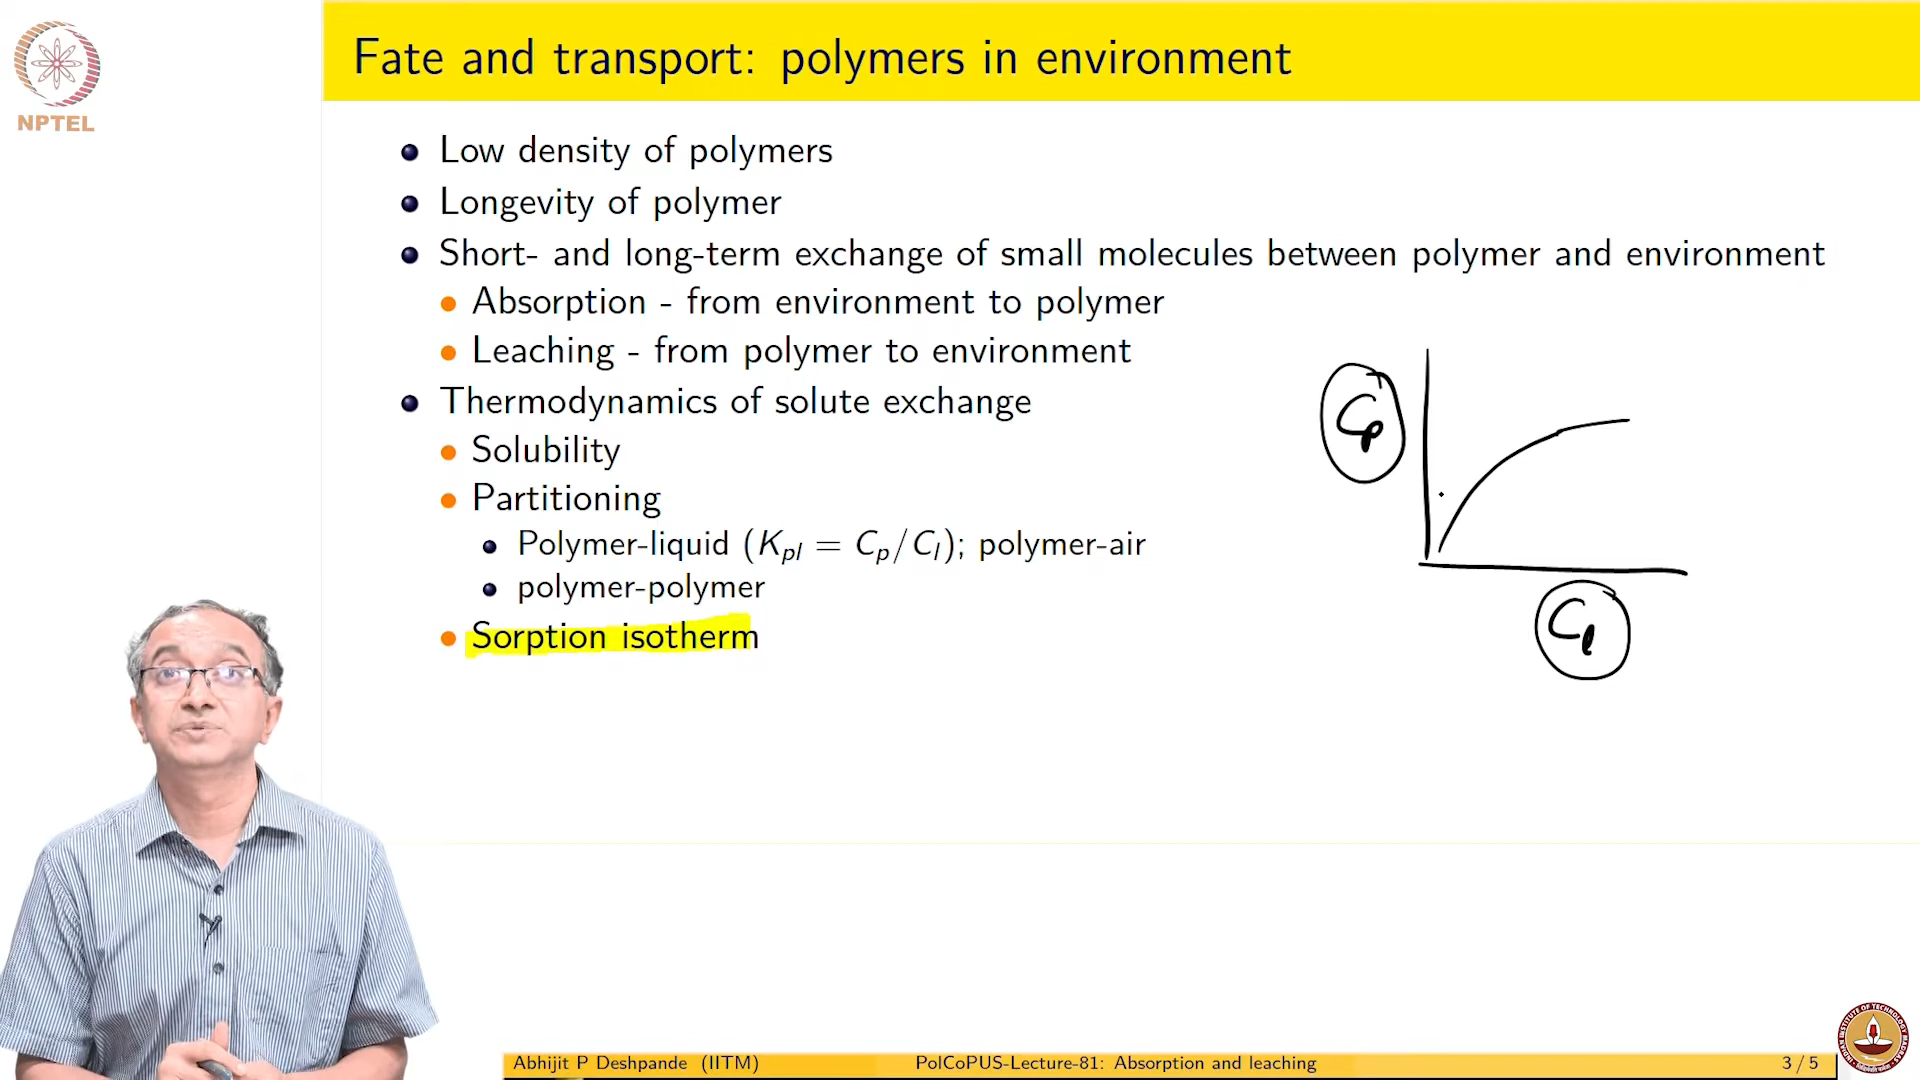 NPTEL
Fate and transport: polymers in environment
Low density of polymers
Longevity of polymer
Short- and long-term exchange of small molecules between polymer and environment
Absorption - from environment to polymer
Leaching - from polymer to environment
Thermodynamics of solute exchange
Solubility
Partitioning
Polymer-liquid (K_pl = C_p/C_l); polymer-air
polymer-polymer
Sorption isotherm
C_p
C_l
Abhijit P Deshpande (IITM) PolCoPUS-Lecture-81: Absorption and leaching 3 / 5